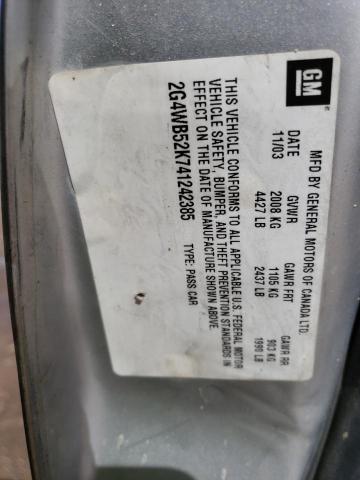 GM
MFD BY GENERAL MOTORS OF CANADA LTD.
DATE GVWR GAWR FRT GAWR RR
11/03 2008 KG 1105 KG 903 KG
4427 LB 2437 LB 1990 LB
THIS VEHICLE CONFORMS TO ALL APPLICABLE U.S. FEDERAL MOTOR
VEHICLE SAFETY, BUMPER, AND THEFT PREVENTION STANDARDS IN
EFFECT ON THE DATE OF MANUFACTURE SHOWN ABOVE.
2G4WB52K741242385 TYPE: PASS CAR